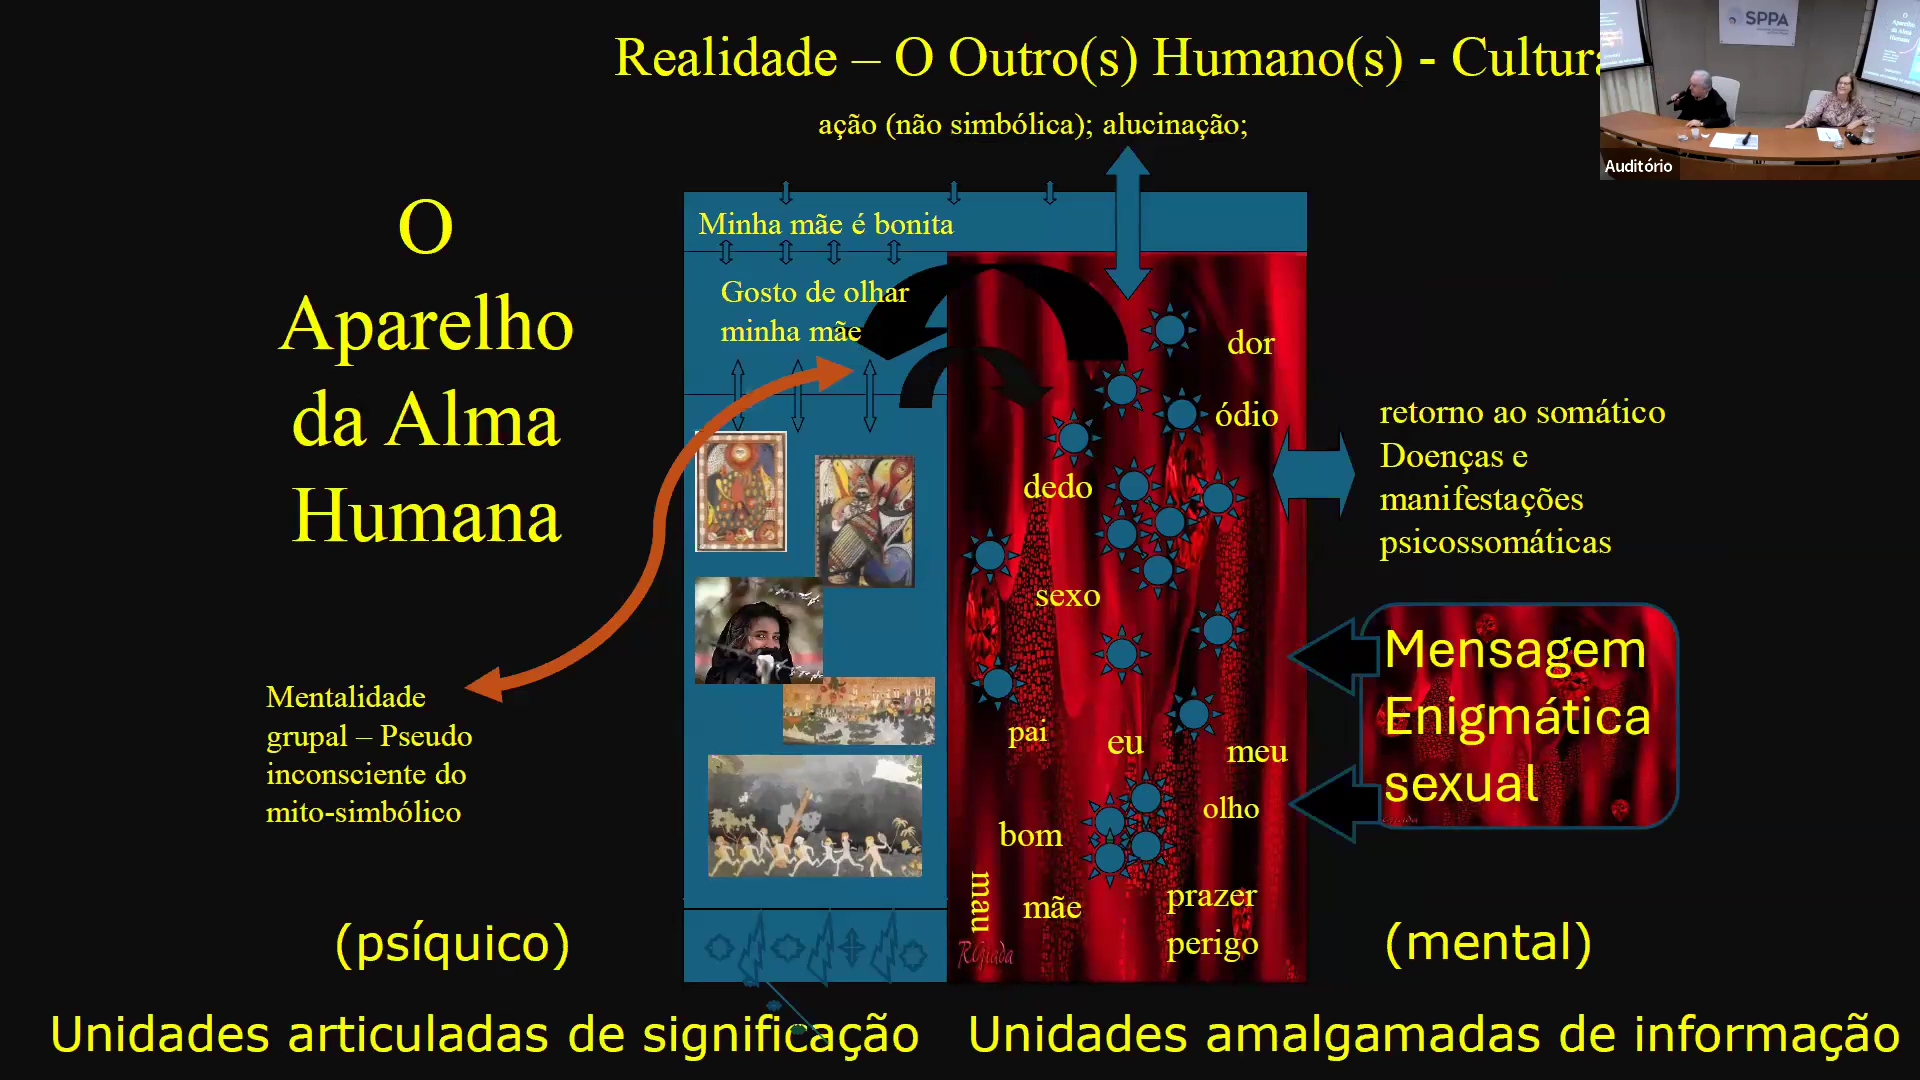 Realidade – O Outro(s) Humano(s) - Cultura
ação (não simbólica); alucinação;
SPPA
Auditório
O
Aparelho
da Alma
Humana
Minha mãe é bonita
Gosto de olhar
minha mãe
dor
ódio
dedo
sexo
pai
eu
meu
olho
bom
mau
mãe
prazer
perigo
RGiada
retorno ao somático
Doenças e
manifestações
psicossomáticas
Mensagem
Enigmática
sexual
Mentalidade
grupal – Pseudo
inconsciente do
mito-simbólico
(psíquico)
(mental)
Unidades articuladas de significação
Unidades amalgamadas de informação